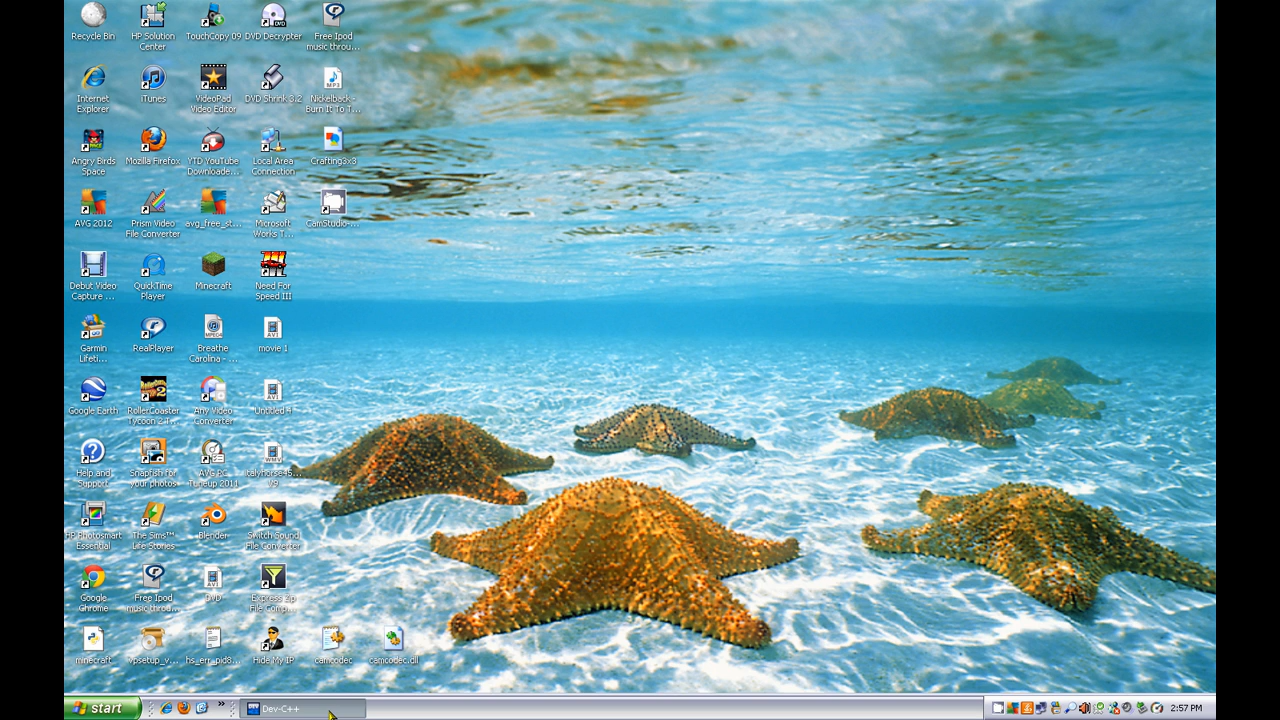 Recycle Bin
HP Solution
Center
TouchCopy 09
DVD Decrypter
Free Ipod
music throu...
Internet
Explorer
iTunes
VideoPad
Video Editor
DVD Shrink 3.2
Nickelback -
Burn It To T...
MP3
Angry Birds
Space
Mozilla Firefox
YTD YouTube
Downloade...
Local Area
Connection
Crafting3x3
AVG 2012
Prism Video
File Converter
avg_free_st...
Microsoft
Works T...
CamStudio-...
Debut Video
Capture ...
QuickTime
Player
Minecraft
Need For
Speed III
Garmin
Lifeti...
RealPlayer
Breathe
Carolina - ...
movie 1
Google Earth
RollerCoaster
Tycoon 2 T...
Any Video
Converter
Untitled 4
Help and
Support
Snapfish for
your photos
AVG PC
Tuneup 2011
HP Photosmart
Essential
The Sims™
Life Stories
Blender
Switch Sound
File Converter
Google
Chrome
Free Ipod
music throu...
Express Zip
File Comp...
minecraft
vpsetup_v...
hs_err_pid8...
Hide My IP
camcodec
camcodec.dll
start
Dev-C++
2:57 PM